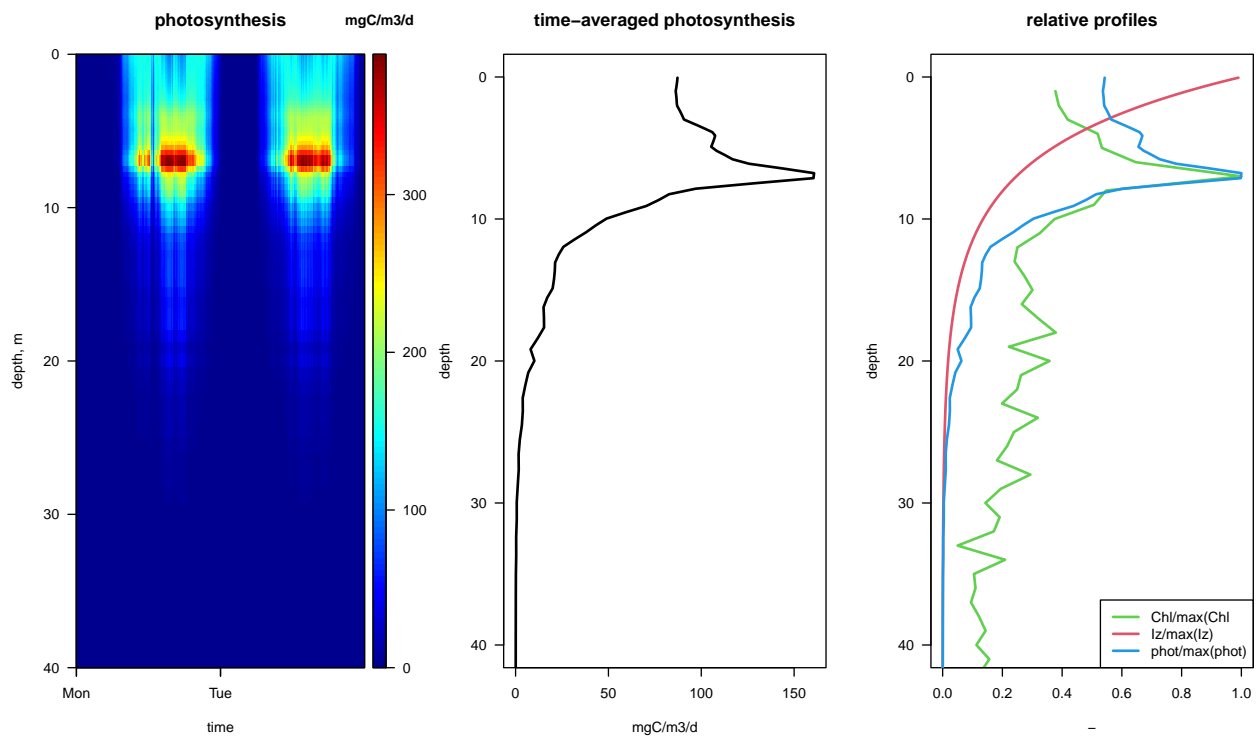 photosynthesis
mgC/m3/d
0
10
20
30
40
depth, m
Mon
Tue
time
300
200
100
0
time−averaged photosynthesis
0
10
20
30
40
depth
0
50
100
150
mgC/m3/d
relative profiles
0
10
20
30
40
depth
0.0
0.2
0.4
0.6
0.8
1.0
–
Chl/max(Chl
Iz/max(Iz)
phot/max(phot)